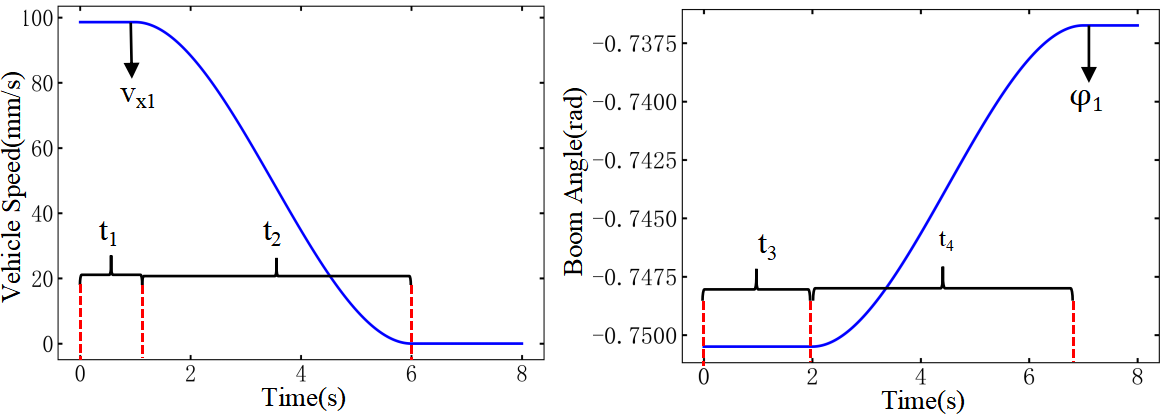 Vehicle Speed(mm/s)
100
80
60
40
20
0
v_x1
t_1
t_2
0 2 4 6 8
Time(s)
Boom Angle(rad)
-0.7375
-0.7400
-0.7425
-0.7450
-0.7475
-0.7500
φ_1
t_3
t_4
0 2 4 6 8
Time(s)